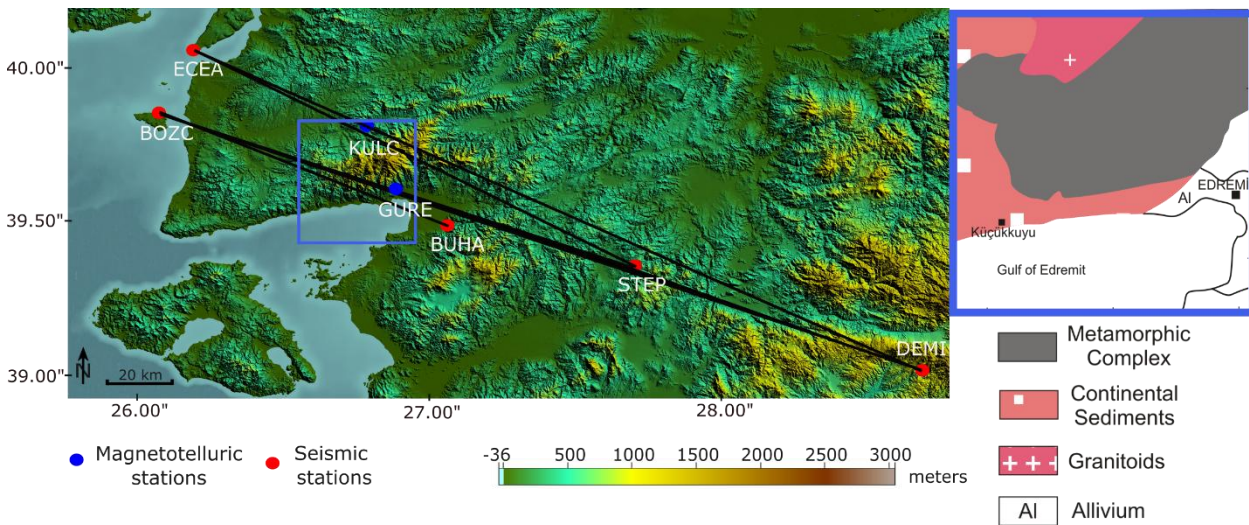 40.00"
39.50"
39.00"
ECEA
BOZC
KULC
GURE
BUHA
STEP
DEMI
N
20 km
26.00"
27.00"
28.00"
Magnetotelluric
stations
Seismic
stations
-36 500 1000 1500 2000 2500 3000
meters
EDREMİ
Al
Küçükkuyu
Gulf of Edremit
Metamorphic
Complex
Continental
Sediments
Granitoids
Al
Allivium